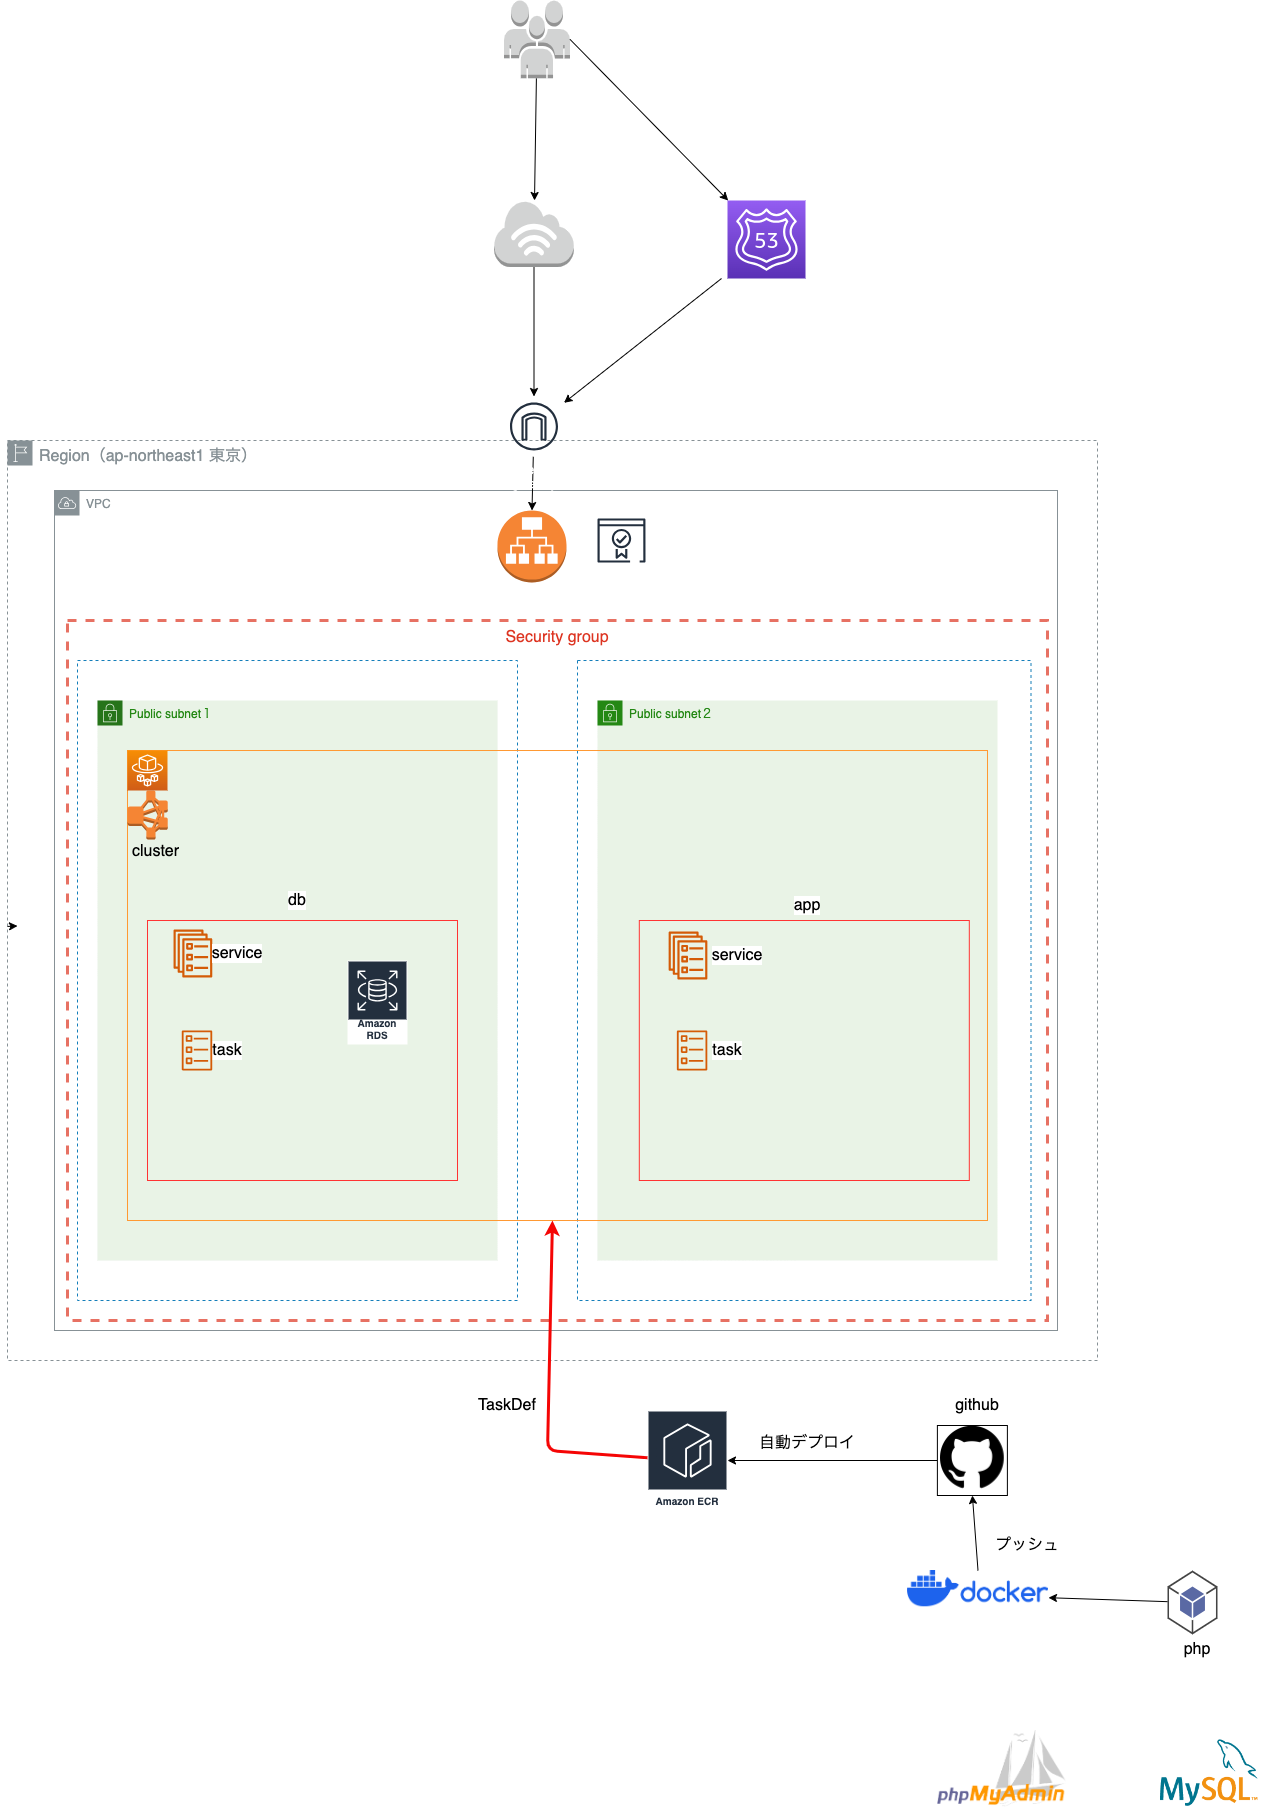 53
Region（ap-northeast1 東京）
VPC
Security group
Public subnet 1
Public subnet 2
cluster
db
app
service
service
Amazon
RDS
task
task
TaskDef
github
自動デプロイ
Amazon ECR
プッシュ
docker
php
phpMyAdmin
MySQL